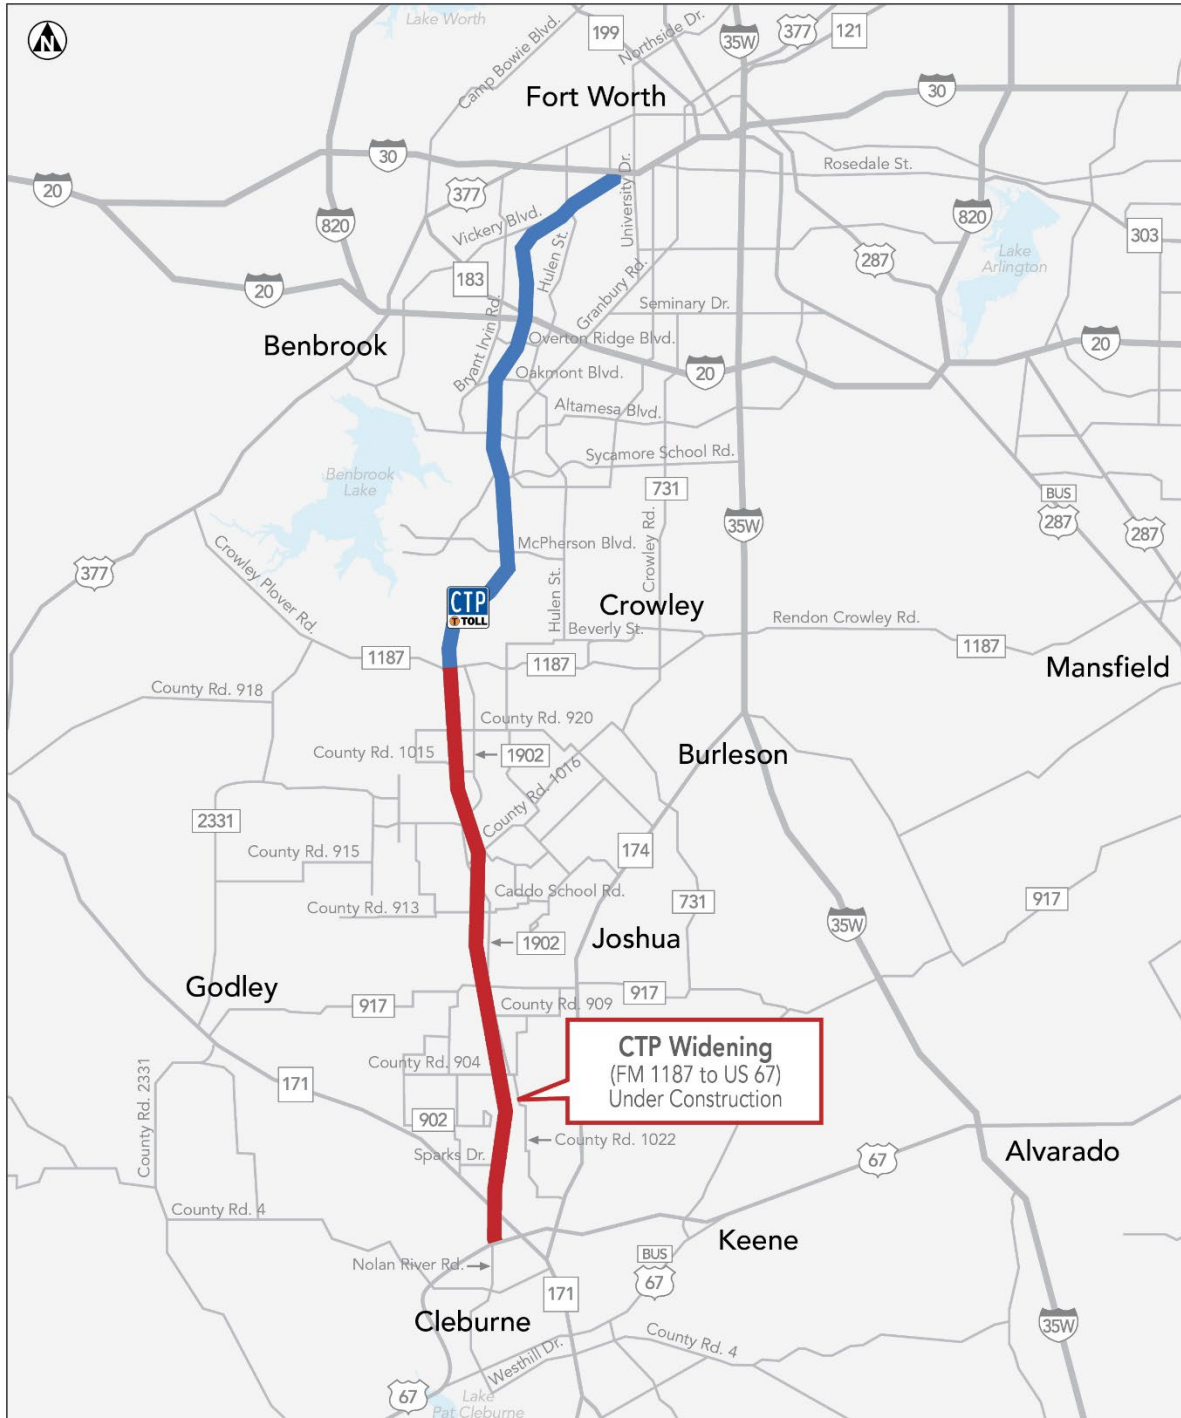 N
Lake Worth
Camp Bowie Blvd.
199
Northside Dr.
35W
377
121
Fort Worth
30
30
20
820
377
University Dr.
Rosedale St.
Vickery Blvd.
Hulen St.
820
303
183
287
Lake
Arlington
20
Granbury Rd.
Seminary Dr.
Benbrook
Bryant Irvin Rd.
Overton Ridge Blvd.
20
20
Oakmont Blvd.
Altamesa Blvd.
Benbrook
Lake
Sycamore School Rd.
731
BUS
287
287
35W
McPherson Blvd.
Crowley Rd.
377
Crowley Plover Rd.
CTP
T TOLL
Hulen St.
Crowley
Beverly St.
Rendon Crowley Rd.
1187
1187
1187
Mansfield
County Rd. 918
County Rd. 920
County Rd. 1015
1902
Burleson
County Rd. 1016
2331
County Rd. 915
174
Caddo School Rd.
County Rd. 913
731
917
35W
1902
Joshua
Godley
917
917
County Rd. 909
CTP Widening
(FM 1187 to US 67)
Under Construction
County Rd. 904
171
County Rd. 2331
902
County Rd. 1022
Sparks Dr.
67
Alvarado
County Rd. 4
Keene
Nolan River Rd.
BUS
67
171
Cleburne
35W
County Rd. 4
Westhill Dr.
67
Lake
Pat Cleburne